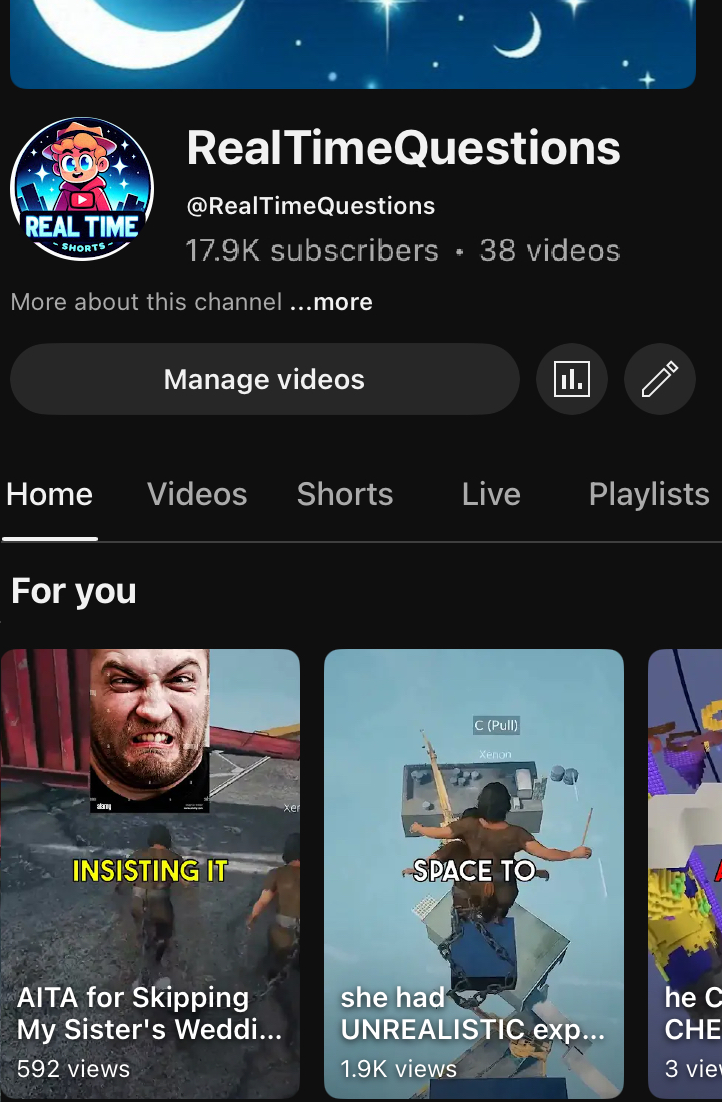 REAL TIME
- SHORTS -
RealTimeQuestions
@RealTimeQuestions
17.9K subscribers • 38 videos
More about this channel ...more
Manage videos
Home Videos Shorts Live Playlists
For you
alamy
Xer
INSISTING IT
AITA for Skipping
My Sister's Weddi...
592 views
C (Pull)
Xenon
SPACE TO
she had
UNREALISTIC exp...
1.9K views
he C
CHE
3 view